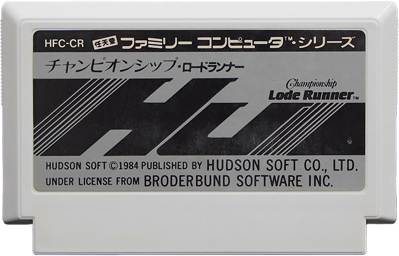 HFC-CR 任天堂 ファミリー コンピュータ™・シリーズ
チャンピオンシップ・ロードランナー
Championship
Lode Runner™
HUDSON SOFT ©1984 PUBLISHED BY HUDSON SOFT CO., LTD.
UNDER LICENSE FROM BRODERBUND SOFTWARE INC.